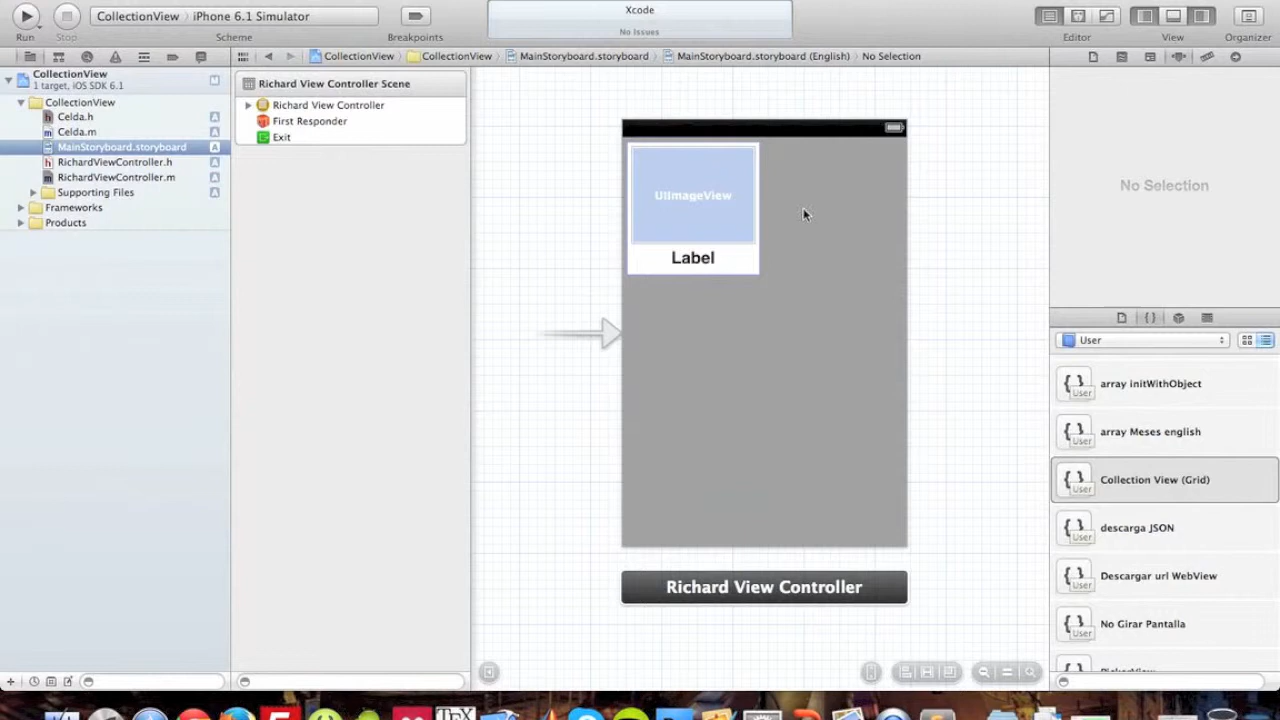 CollectionView
iPhone 6.1 Simulator
Xcode
No Issues
Run
Stop
Scheme
Breakpoints
Editor
View
Organizer
CollectionView
CollectionView
MainStoryboard.storyboard
MainStoryboard.storyboard (English)
No Selection
CollectionView
1 target, iOS SDK 6.1
CollectionView
Celda.h
A
Celda.m
A
MainStoryboard.storyboard
A
RichardViewController.h
A
RichardViewController.m
A
Supporting Files
A
Frameworks
Products
Richard View Controller Scene
Richard View Controller
First Responder
Exit
UIImageView
Label
Richard View Controller
No Selection
User
{ } User
array initWithObject
{ } User
array Meses english
{ } User
Collection View (Grid)
{ } User
descarga JSON
{ } User
Descargar url WebView
{ } User
No Girar Pantalla
PickerView
TEX